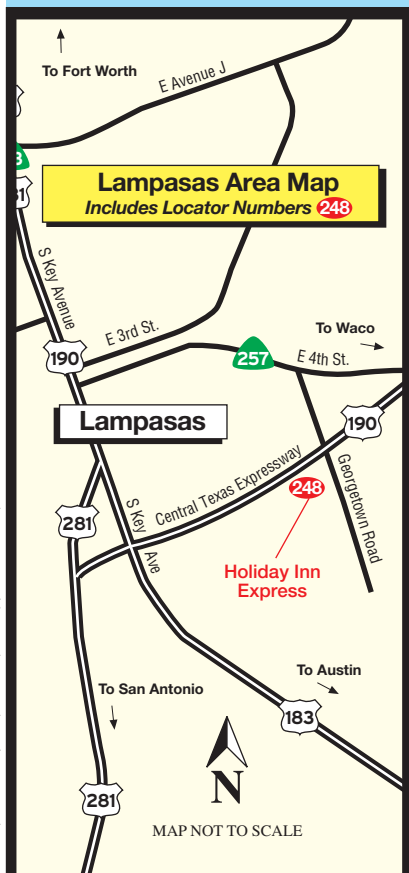 To Fort Worth
E Avenue J
Lampasas Area Map
Includes Locator Numbers 248
S Key Avenue
E 3rd St.
To Waco
190
257
E 4th St.
Lampasas
190
Central Texas Expressway
281
248
S Key Ave
Georgetown Road
Holiday Inn
Express
To Austin
To San Antonio
183
281
N
MAP NOT TO SCALE